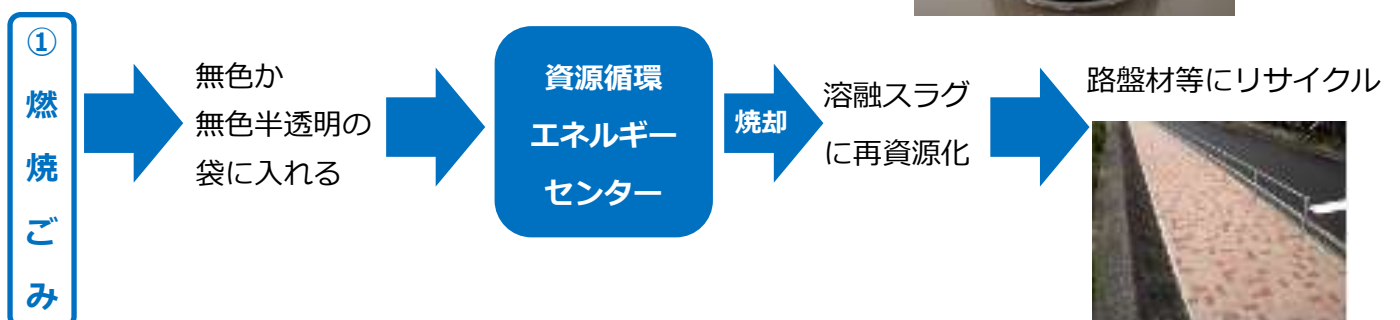 ①燃焼ごみ
無色か
無色半透明の
袋に入れる
資源循環
エネルギー
センター
焼却
溶融スラグ
に再資源化
路盤材等にリサイクル